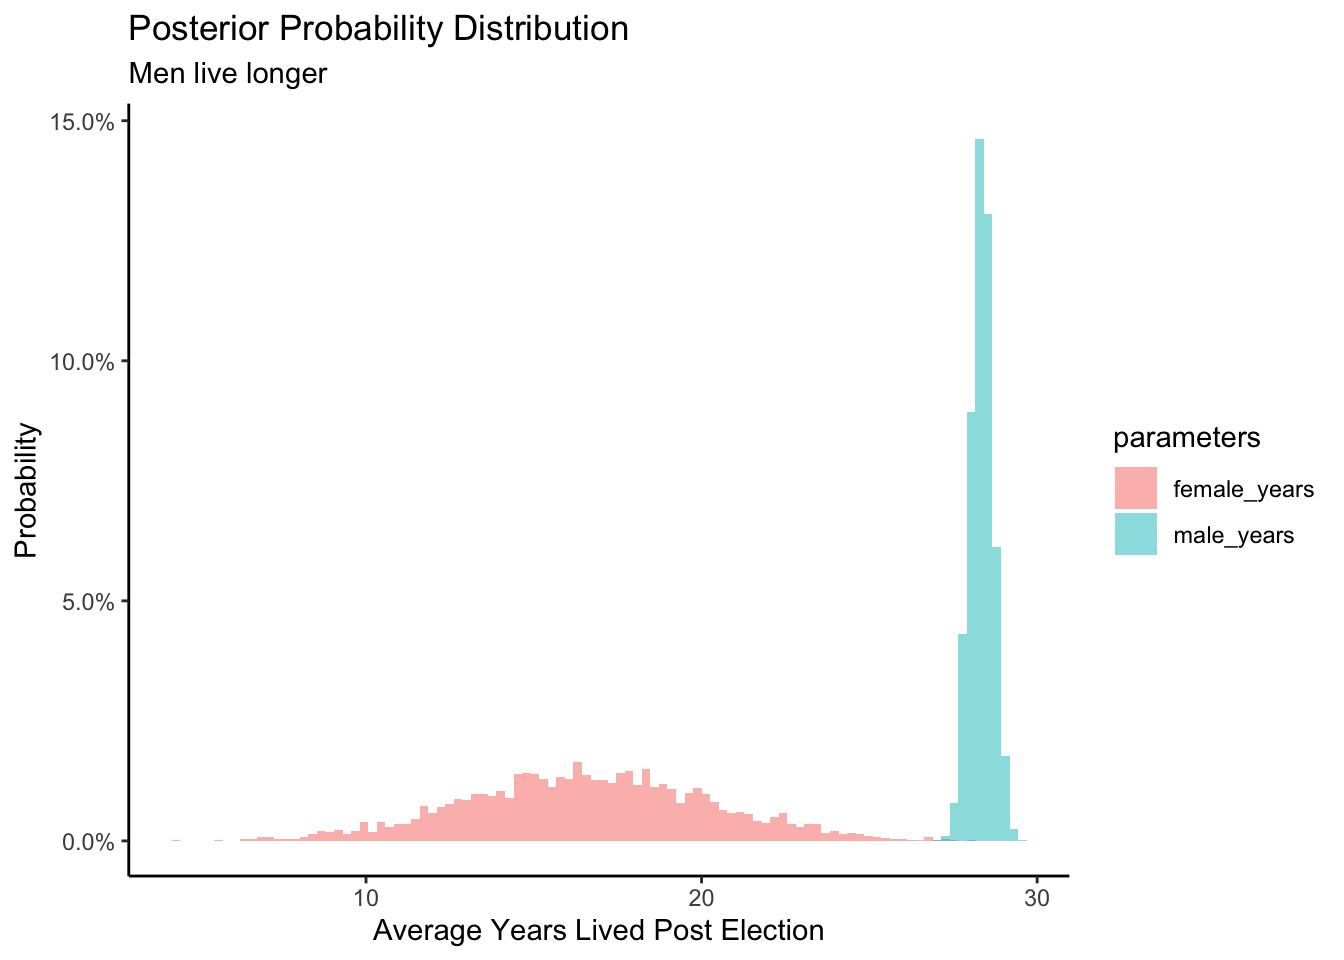 Posterior Probability Distribution
Men live longer
15.0%
10.0%
5.0%
0.0%
Probability
10 20 30
Average Years Lived Post Election
parameters
female_years
male_years